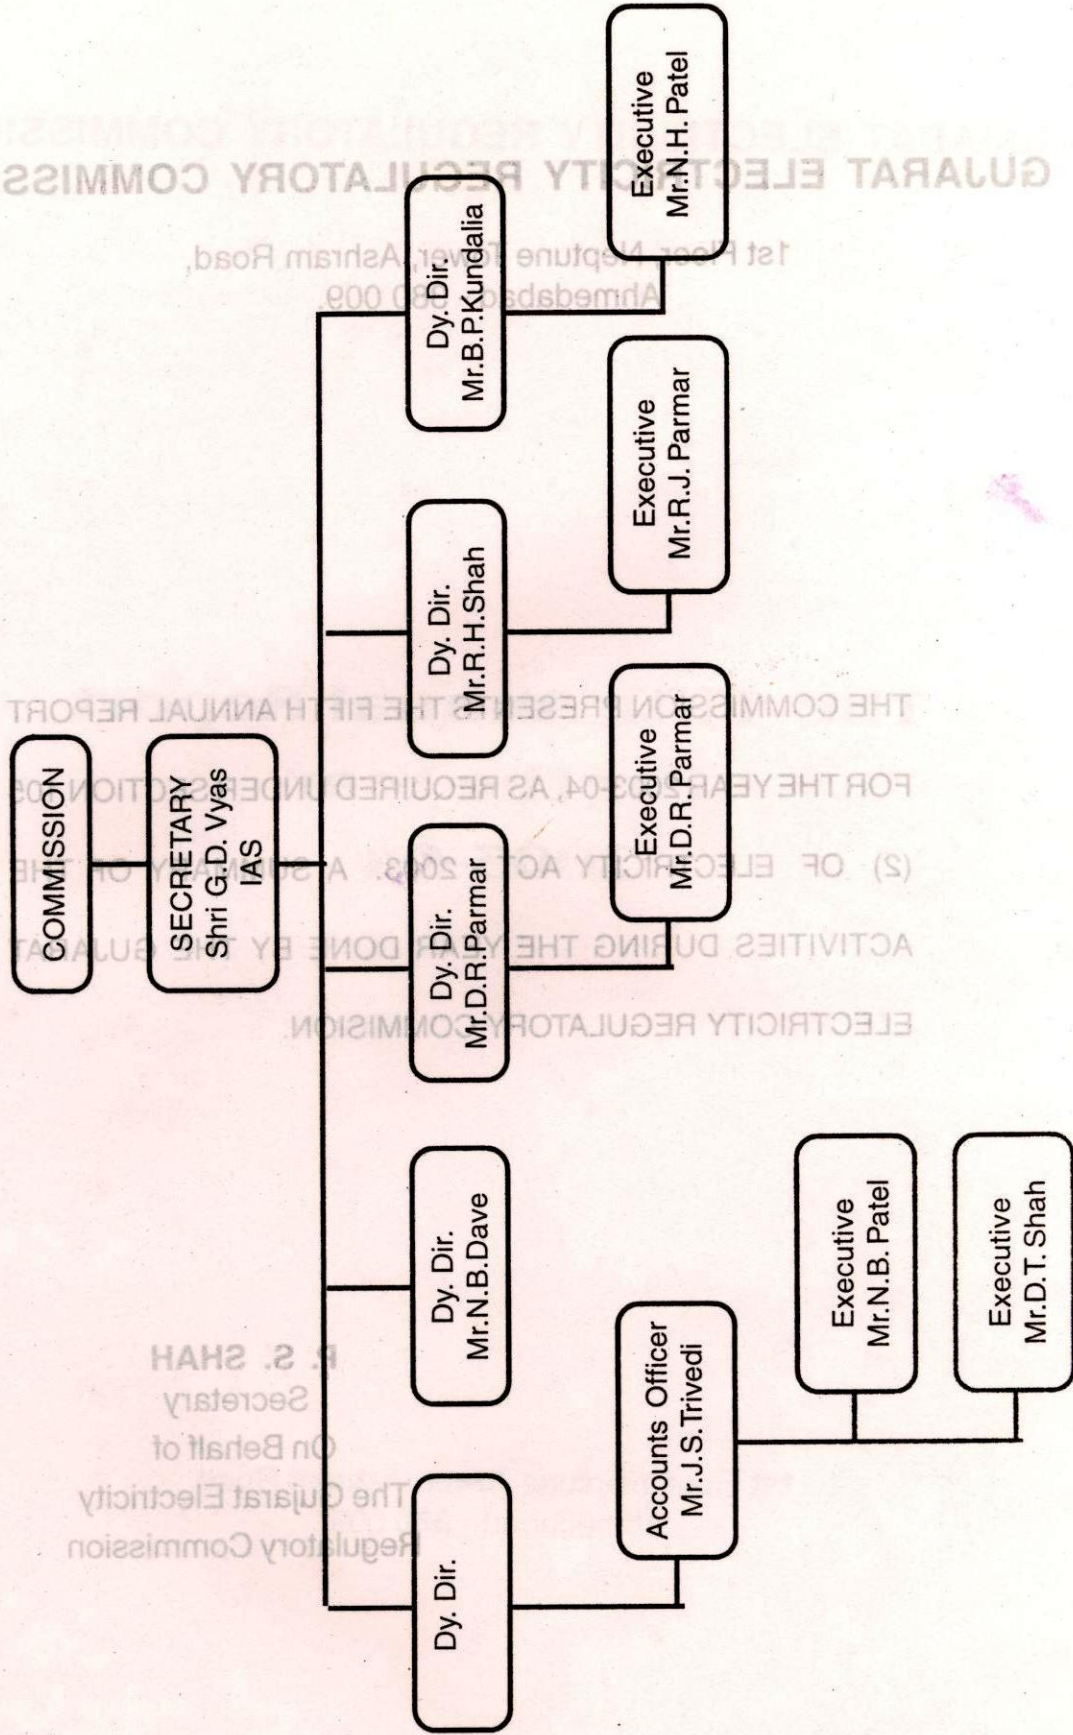 COMMISSION
SECRETARY
Shri G.D. Vyas
IAS
Dy. Dir.
Dy. Dir.
Mr.N.B.Dave
Dy. Dir.
Mr.D.R.Parmar
Dy. Dir.
Mr.R.H.Shah
Dy. Dir.
Mr.B.P.Kundalia
Accounts Officer
Mr.J.S.Trivedi
Executive
Mr.D.R. Parmar
Executive
Mr.R.J. Parmar
Executive
Mr.N.H. Patel
Executive
Mr.N.B. Patel
Executive
Mr.D.T. Shah
GUJARAT ELECTRICITY REGULATORY COMMISS
1st Floor, Neptune Tower, Ashram Road,
Ahmedabad - 380 009.
THE COMMISSION PRESENTS THE FIFTH ANNUAL REPORT
FOR THE YEAR 2003-04, AS REQUIRED UNDER SECTION 105
(2) OF ELECTRICITY ACT 2003. A SUMMARY OF THE
ACTIVITIES DURING THE YEAR DONE BY THE GUJARAT
ELECTRICITY REGULATORY COMMISION.
P. S. SHAH
Secretary
On Behalf of
The Gujarat Electricity
Regulatory Commission